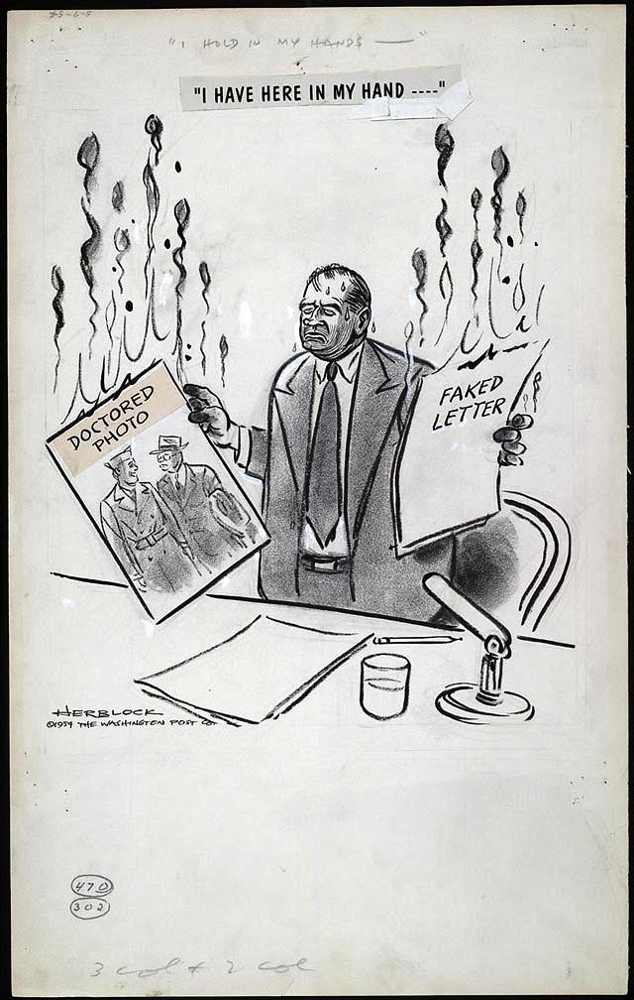 "I HOLD IN MY HANDS —"
"I HAVE HERE IN MY HAND ----"
DOCTORED
PHOTO
FAKED
LETTER
HERBLOCK
©1954 THE WASHINGTON POST CO.
470
302
3 col + 2 col